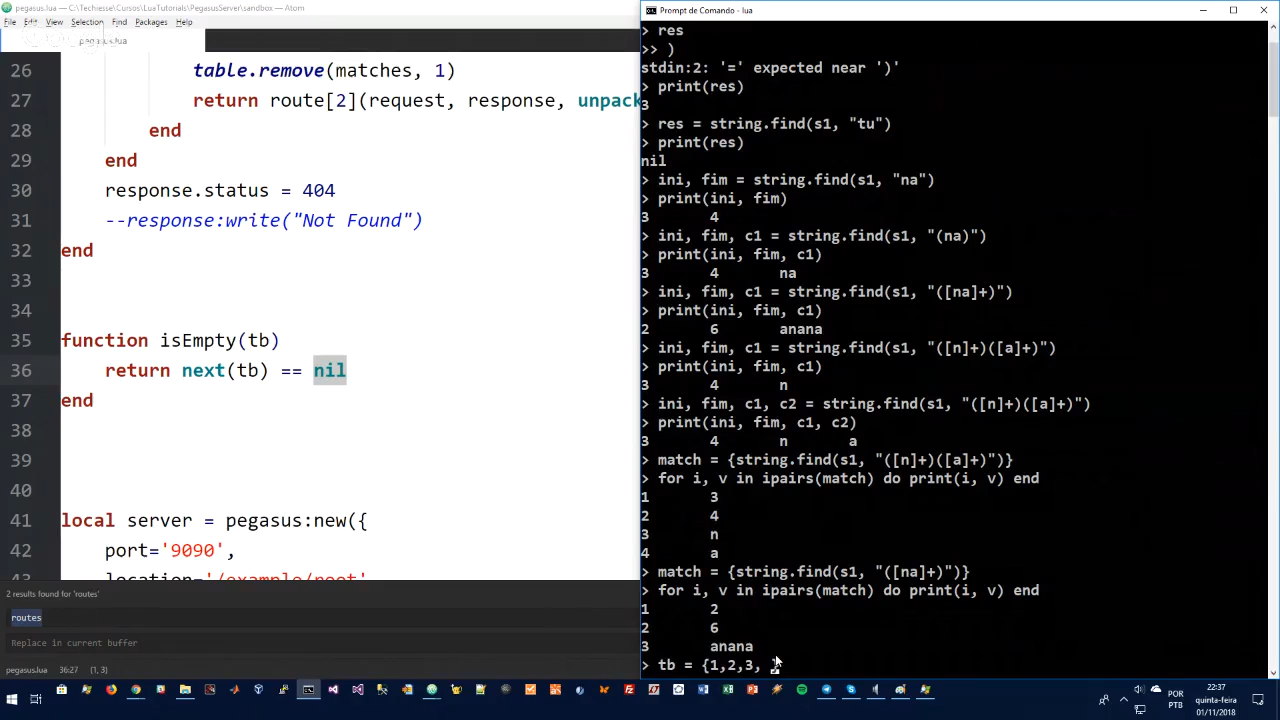 pegasus.lua — C:\Techiesse\Cursos\LuaTutorials\PegasusServer\sandbox — Atom
File Edit View Selection Find Packages Help
pegasus.lua
26 table.remove(matches, 1)
27 return route[2](request, response, unpack
28 end
29 end
30 response.status = 404
31 --response:write("Not Found")
32 end
33
34
35 function isEmpty(tb)
36 return next(tb) == nil
37 end
38
39
40
41 local server = pegasus:new({
42 port='9090',
43 location='/example/root'
2 results found for 'routes'
routes
Replace in current buffer
pegasus.lua 36:27 (1, 3)
Prompt de Comando - lua
> res
>> )
stdin:2: '=' expected near ')'
> print(res)
3
> res = string.find(s1, "tu")
> print(res)
nil
> ini, fim = string.find(s1, "na")
> print(ini, fim)
3 4
> ini, fim, c1 = string.find(s1, "(na)")
> print(ini, fim, c1)
3 4 na
> ini, fim, c1 = string.find(s1, "([na]+)")
> print(ini, fim, c1)
2 6 anana
> ini, fim, c1 = string.find(s1, "([n]+)([a]+)")
> print(ini, fim, c1)
3 4 n
> ini, fim, c1, c2 = string.find(s1, "([n]+)([a]+)")
> print(ini, fim, c1, c2)
3 4 n a
> match = {string.find(s1, "([n]+)([a]+)")}
> for i, v in ipairs(match) do print(i, v) end
1 3
2 4
3 n
4 a
> match = {string.find(s1, "([na]+)")}
> for i, v in ipairs(match) do print(i, v) end
1 2
2 6
3 anana
> tb = {1,2,3,
POR
PTB
22:37
quinta-feira
01/11/2018